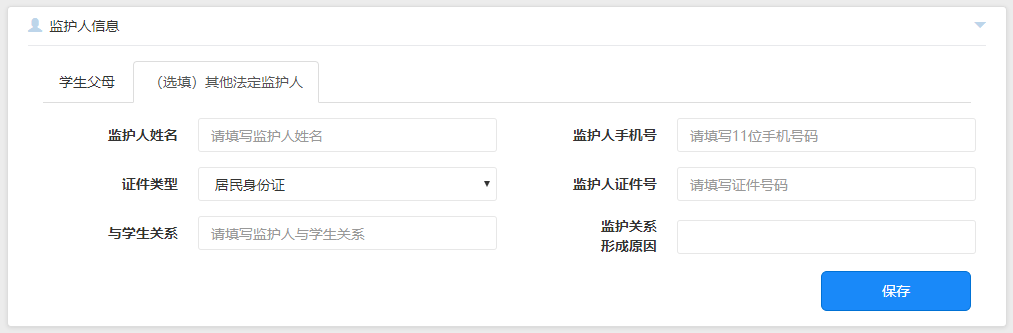 监护人信息
学生父母
（选填）其他法定监护人
监护人姓名
请填写监护人姓名
监护人手机号
请填写11位手机号码
证件类型
居民身份证
监护人证件号
请填写证件号码
与学生关系
请填写监护人与学生关系
监护关系
形成原因
保存